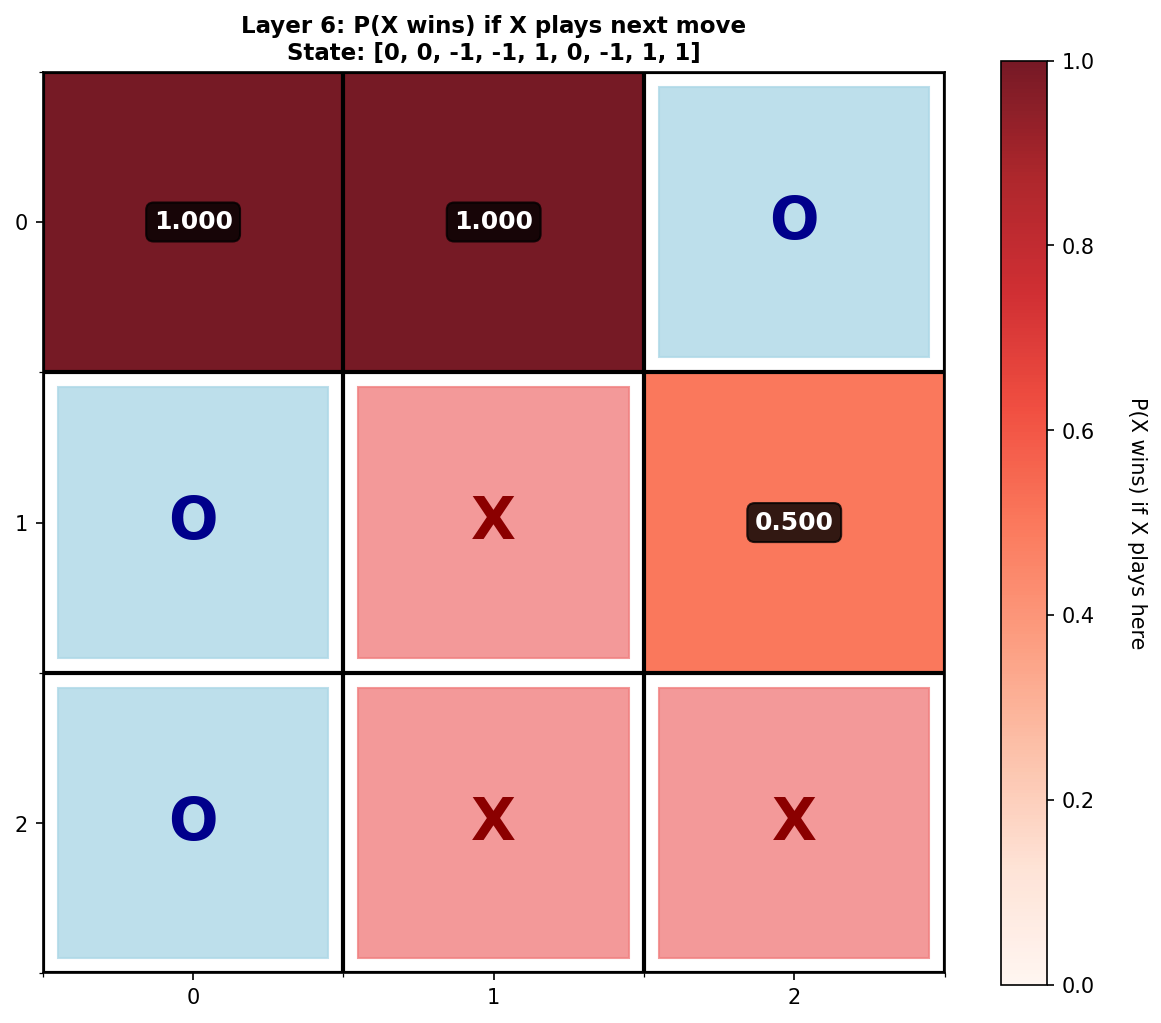 Layer 6: P(X wins) if X plays next move
State: [0, 0, -1, -1, 1, 0, -1, 1, 1]
0
1.000
1.000
O
1
O
X
0.500
2
O
X
X
0
1
2
1.0
0.8
0.6
0.4
0.2
0.0
P(X wins) if X plays here